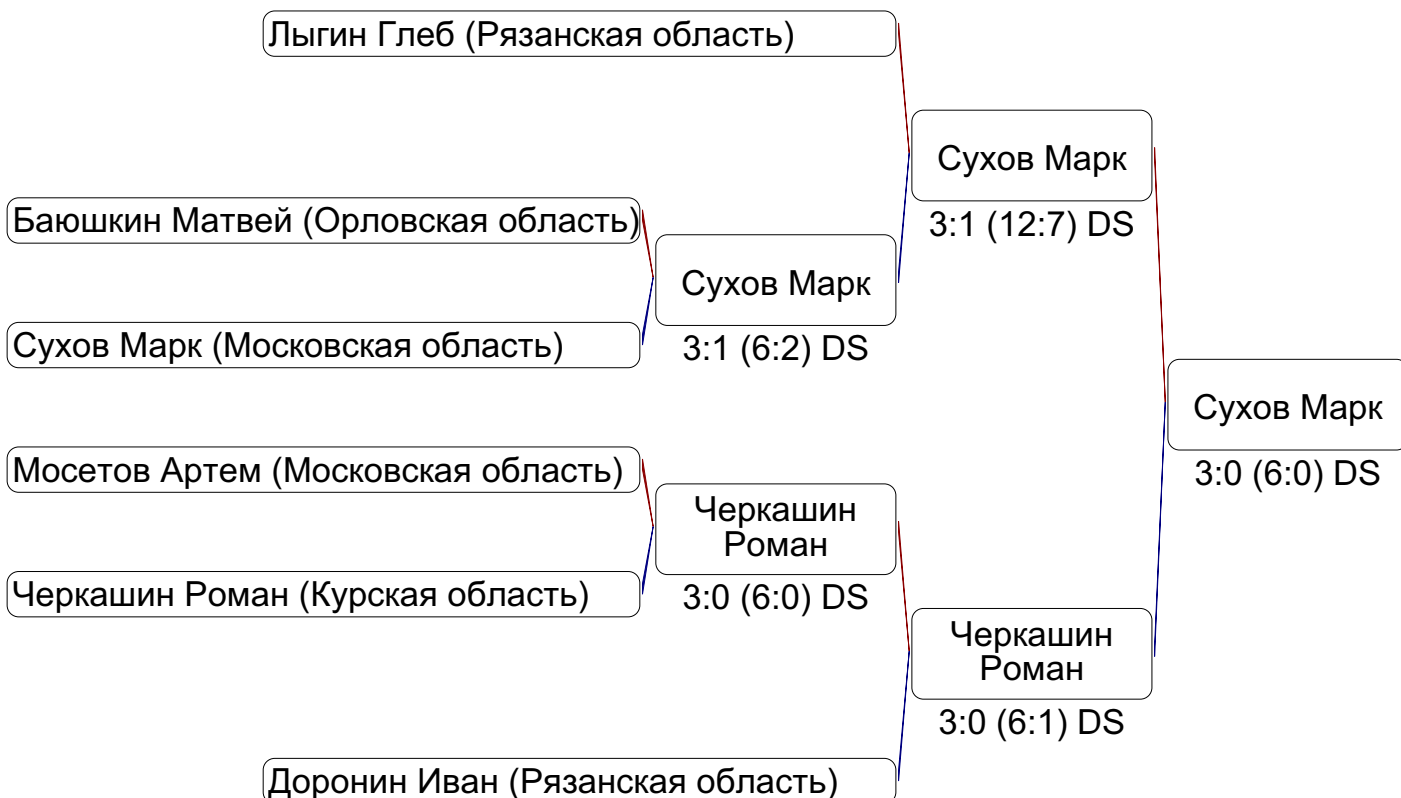 Лыгин Глеб (Рязанская область)
Сухов Марк
3:1 (12:7) DS
Баюшкин Матвей (Орловская область)
Сухов Марк
3:1 (6:2) DS
Сухов Марк (Московская область)
Сухов Марк
3:0 (6:0) DS
Мосетов Артем (Московская область)
Черкашин
Роман
3:0 (6:0) DS
Черкашин Роман (Курская область)
Черкашин
Роман
3:0 (6:1) DS
Доронин Иван (Рязанская область)